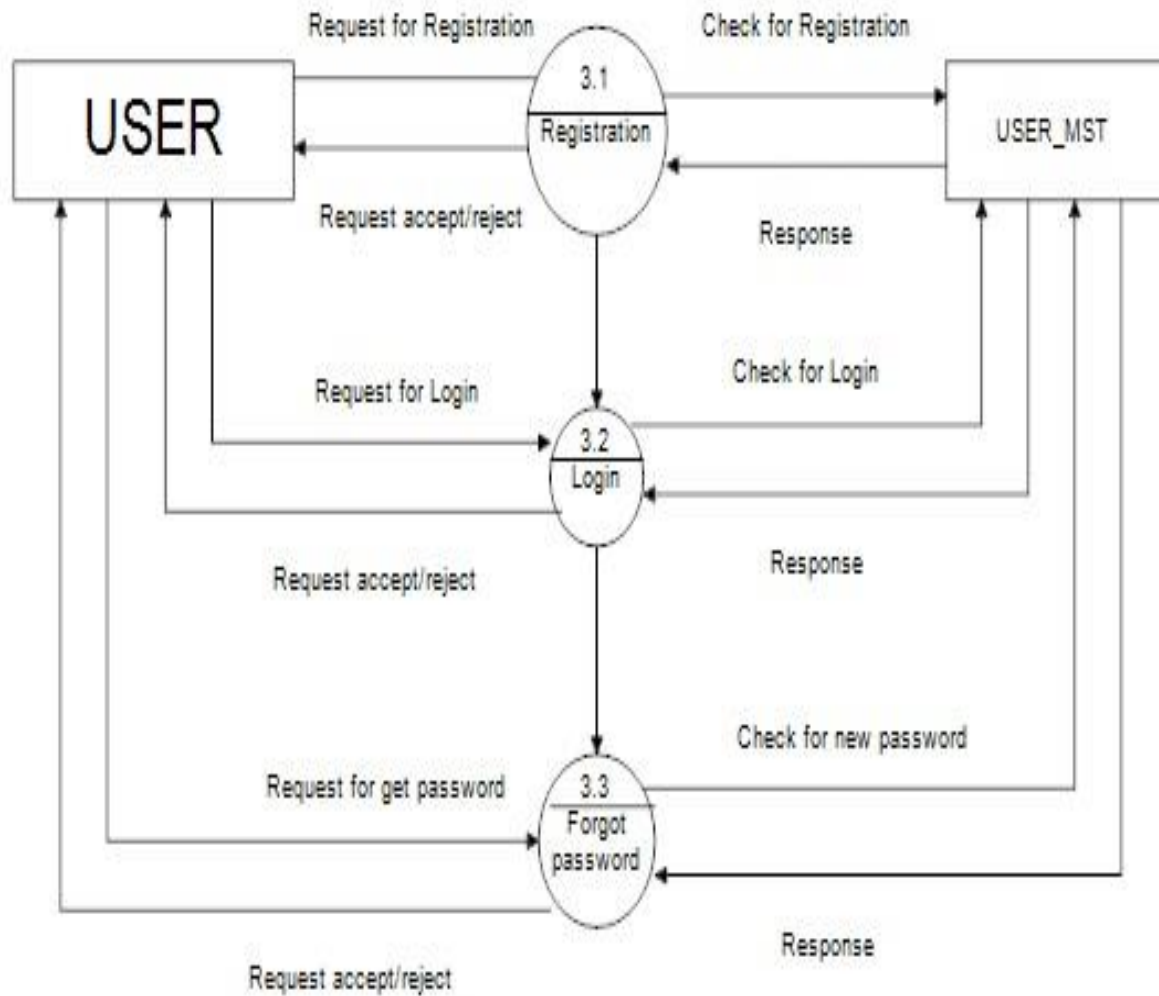 Request for Registration
Check for Registration
3.1
Registration
USER
USER_MST
Request accept/reject
Response
Request for Login
Check for Login
3.2
Login
Request accept/reject
Response
Check for new password
Request for get password
3.3
Forgot
password
Response
Request accept/reject